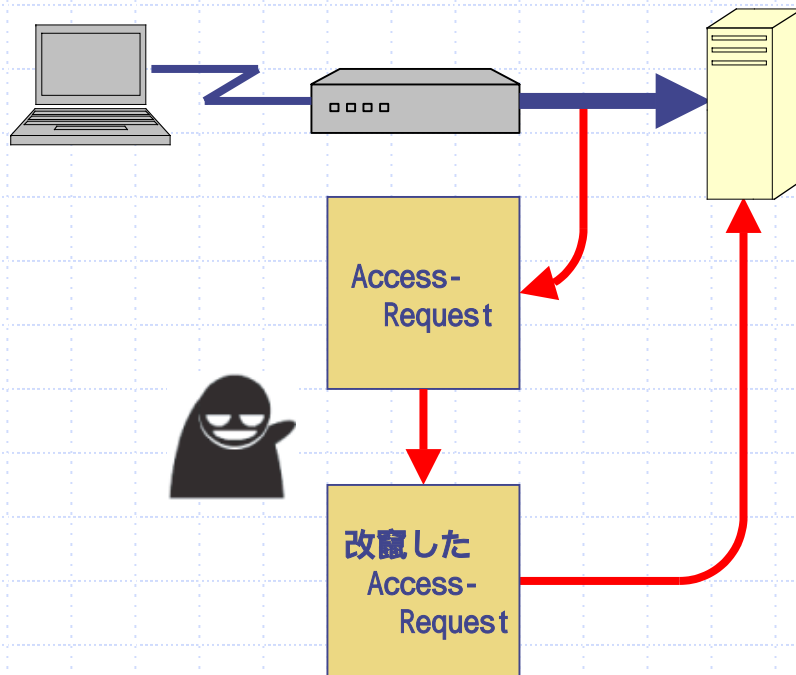 Access-
Request
改竄した
Access-
Request